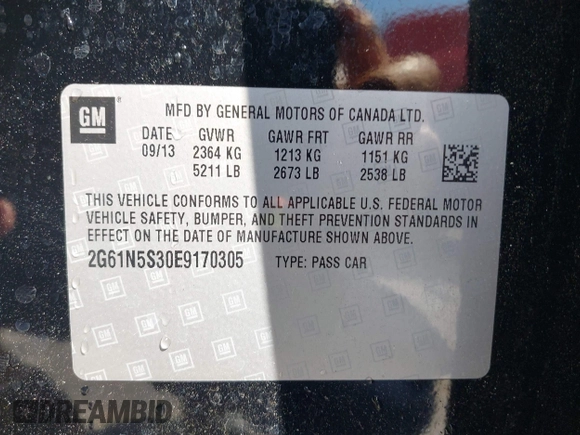 GM
MFD BY GENERAL MOTORS OF CANADA LTD.
DATE GVWR GAWR FRT GAWR RR
09/13 2364 KG 1213 KG 1151 KG
5211 LB 2673 LB 2538 LB
THIS VEHICLE CONFORMS TO ALL APPLICABLE U.S. FEDERAL MOTOR
VEHICLE SAFETY, BUMPER, AND THEFT PREVENTION STANDARDS IN
EFFECT ON THE DATE OF MANUFACTURE SHOWN ABOVE.
2G61N5S30E9170305 TYPE: PASS CAR
DREAMBID